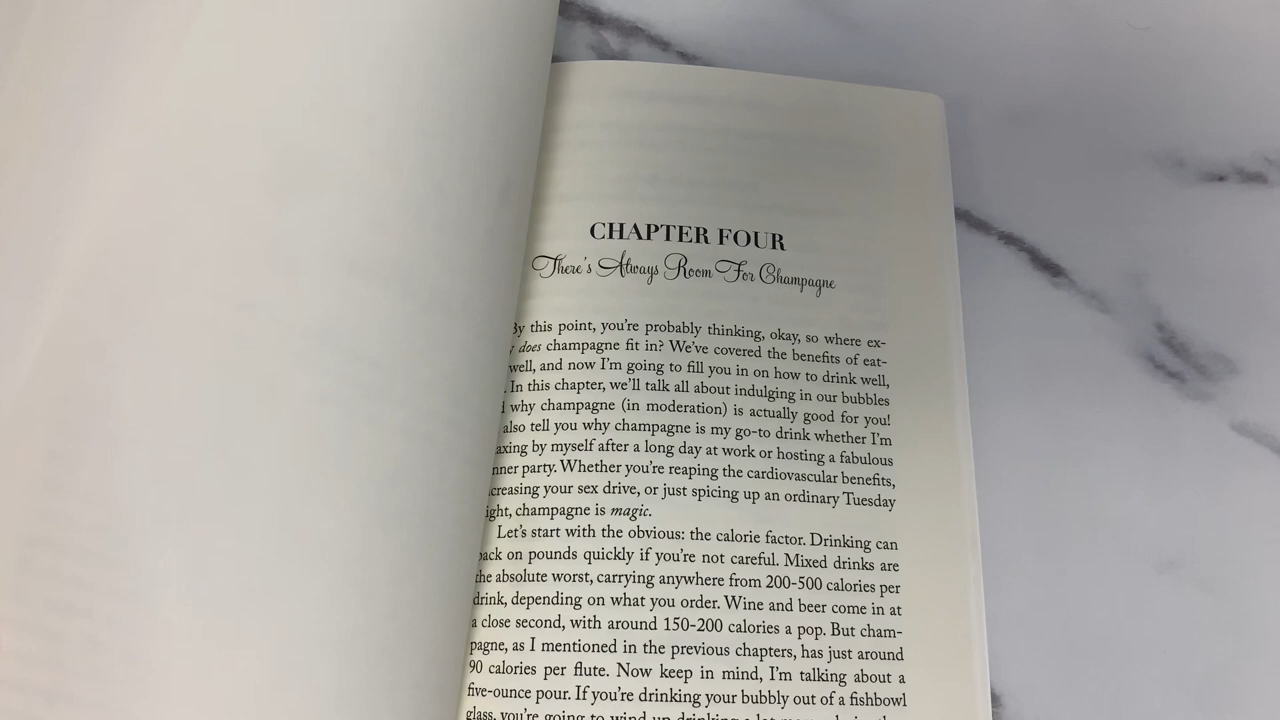 CHAPTER FOUR
There's Always Room For Champagne
By this point, you're probably thinking, okay, so where ex-
does champagne fit in? We've covered the benefits of eat-
well, and now I'm going to fill you in on how to drink well,
. In this chapter, we'll talk all about indulging in our bubbles
why champagne (in moderation) is actually good for you!
also tell you why champagne is my go-to drink whether I'm
axing by myself after a long day at work or hosting a fabulous
nner party. Whether you're reaping the cardiovascular benefits,
creasing your sex drive, or just spicing up an ordinary Tuesday
ight, champagne is magic.
Let's start with the obvious: the calorie factor. Drinking can
pack on pounds quickly if you're not careful. Mixed drinks are
the absolute worst, carrying anywhere from 200-500 calories per
drink, depending on what you order. Wine and beer come in at
a close second, with around 150-200 calories a pop. But cham-
pagne, as I mentioned in the previous chapters, has just around
90 calories per flute. Now keep in mind, I'm talking about a
five-ounce pour. If you're drinking your bubbly out of a fishbowl
glass, you're going to wind up drinking a lot